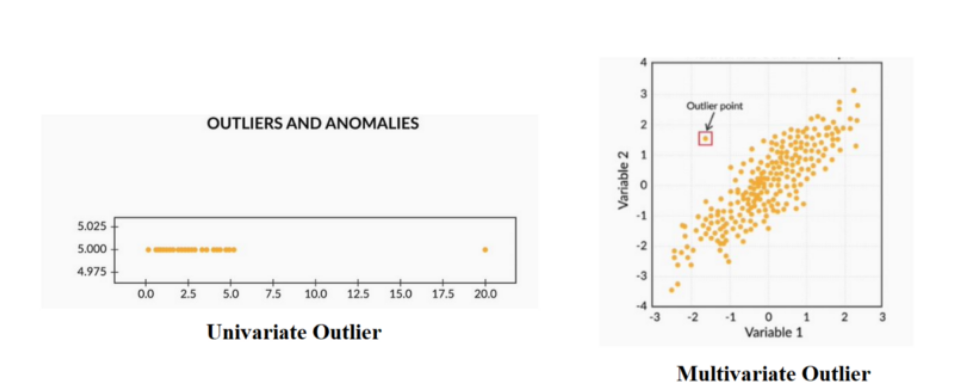 OUTLIERS AND ANOMALIES
5.025
5.000
4.975
0.0 2.5 5.0 7.5 10.0 12.5 15.0 17.5 20.0
Univariate Outlier
4
3
2
1
0
-1
-2
-3
-4
Outlier point
Variable 2
-3 -2 -1 0 1 2 3
Variable 1
Multivariate Outlier